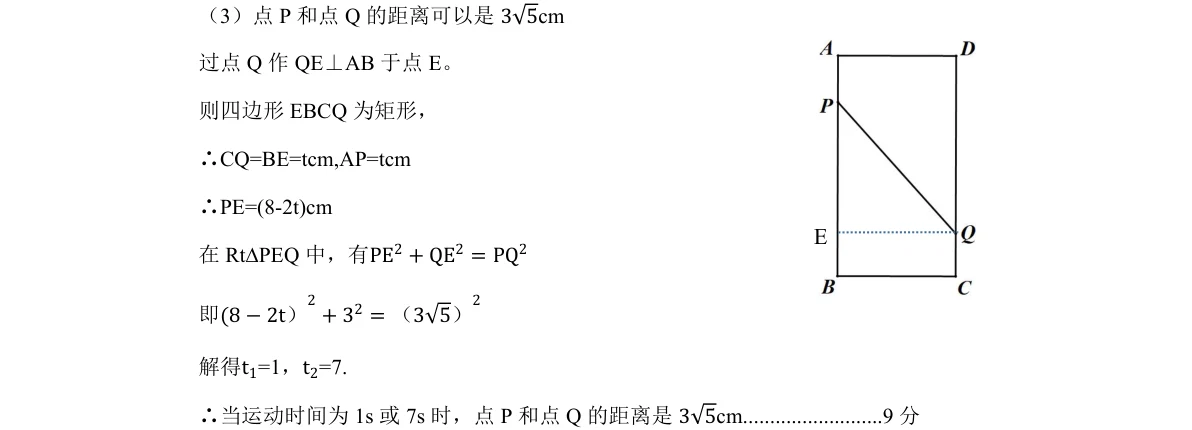 （3）点 P 和点 Q 的距离可以是 3√5cm
过点 Q 作 QE⊥AB 于点 E。
则四边形 EBCQ 为矩形，
∴CQ=BE=tcm,AP=tcm
∴PE=(8-2t)cm
在 RtΔPEQ 中，有PE² + QE² = PQ²
即(8 − 2t）² + 3² = （3√5）²
解得t₁=1，t₂=7.
∴当运动时间为 1s 或 7s 时，点 P 和点 Q 的距离是 3√5cm..........................9 分
A
D
P
E
Q
B
C